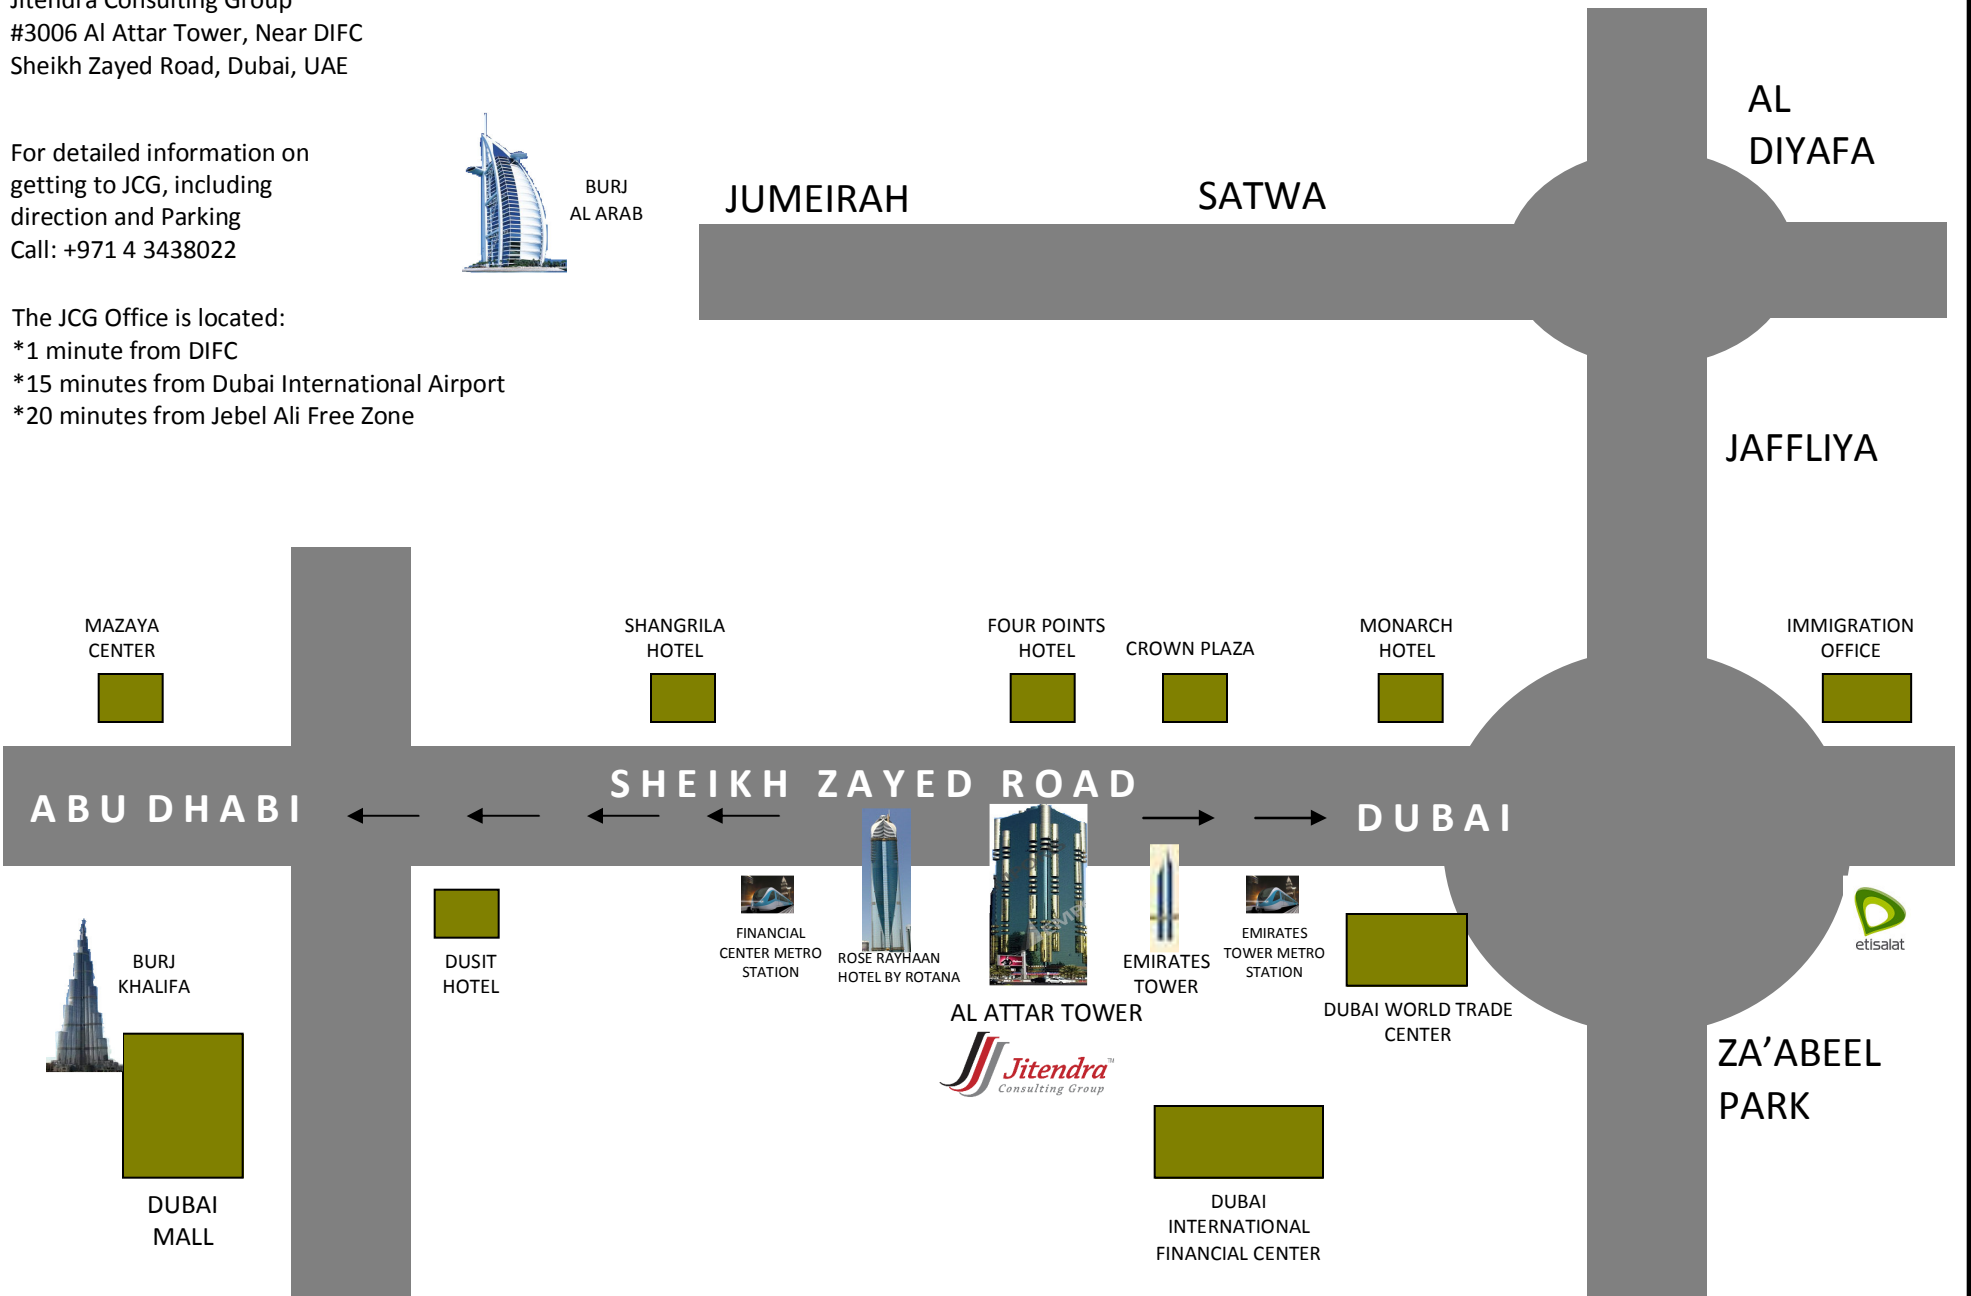 Jitendra Consulting Group
#3006 Al Attar Tower, Near DIFC
Sheikh Zayed Road, Dubai, UAE
For detailed information on
getting to JCG, including
direction and Parking
Call: +971 4 3438022
The JCG Office is located:
*1 minute from DIFC
*15 minutes from Dubai International Airport
*20 minutes from Jebel Ali Free Zone
BURJ
AL ARAB
JUMEIRAH
SATWA
AL
DIYAFA
JAFFLIYA
MAZAYA
CENTER
SHANGRILA
HOTEL
FOUR POINTS
HOTEL
CROWN PLAZA
MONARCH
HOTEL
IMMIGRATION
OFFICE
SHEIKH ZAYED ROAD
ABU DHABI
DUBAI
BURJ
KHALIFA
DUSIT
HOTEL
FINANCIAL
CENTER METRO
STATION
ROSE RAYHAAN
HOTEL BY ROTANA
AL ATTAR TOWER
Jitendra™
Consulting Group
EMIRATES
TOWER
EMIRATES
TOWER METRO
STATION
DUBAI WORLD TRADE
CENTER
etisalat
ZA'ABEEL
PARK
DUBAI
MALL
DUBAI
INTERNATIONAL
FINANCIAL CENTER